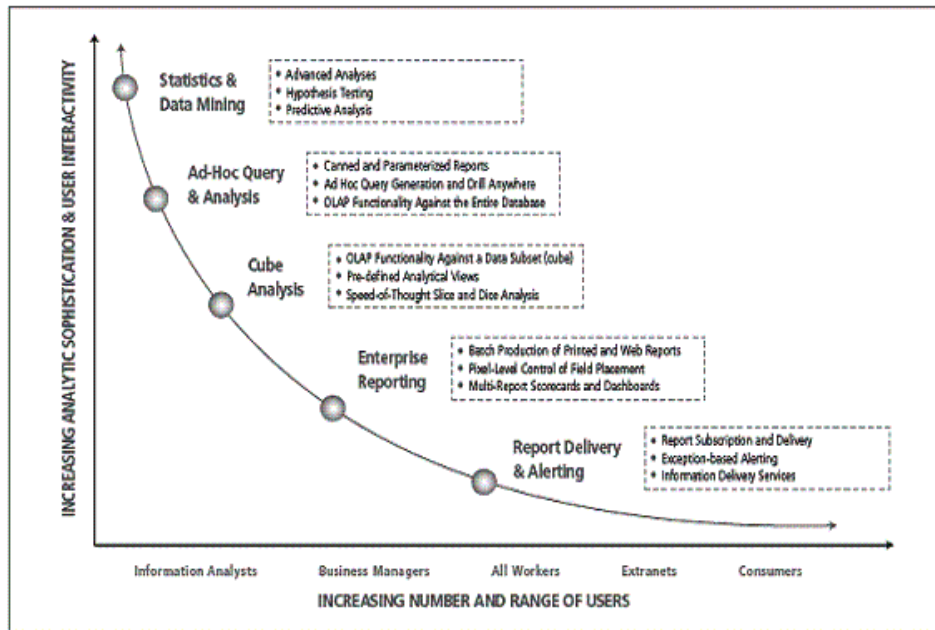 INCREASING ANALYTIC SOPHISTICATION & USER INTERACTIVITY
Statistics &
Data Mining
• Advanced Analyses
• Hypothesis Testing
• Predictive Analysis
Ad-Hoc Query
& Analysis
• Canned and Parameterized Reports
• Ad Hoc Query Generation and Drill Anywhere
• OLAP Functionality Against the Entire Database
Cube
Analysis
• OLAP Functionality Against a Data Subset (cube)
• Pre-defined Analytical Views
• Speed-of-Thought Slice and Dice Analysis
Enterprise
Reporting
• Batch Production of Printed and Web Reports
• Pixel-Level Control of Field Placement
• Multi-Report Scorecards and Dashboards
Report Delivery
& Alerting
• Report Subscription and Delivery
• Exception-based Alerting
• Information Delivery Services
Information Analysts
Business Managers
All Workers
Extranets
Consumers
INCREASING NUMBER AND RANGE OF USERS